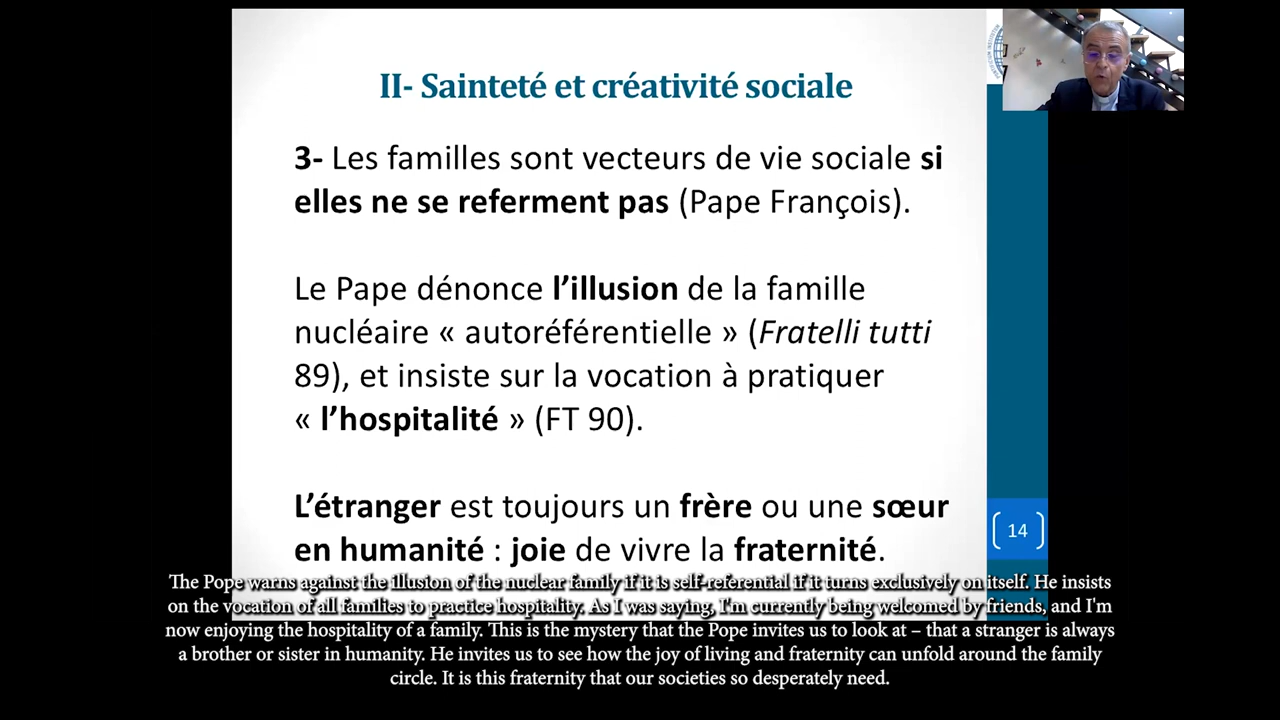 II- Sainteté et créativité sociale
3- Les familles sont vecteurs de vie sociale si
elles ne se referment pas (Pape François).
Le Pape dénonce l’illusion de la famille
nucléaire « autoréférentielle » (Fratelli tutti
89), et insiste sur la vocation à pratiquer
« l’hospitalité » (FT 90).
L’étranger est toujours un frère ou une sœur
en humanité : joie de vivre la fraternité.
14
The Pope warns against the illusion of the nuclear family if it is self-referential if it turns exclusively on itself. He insists
on the vocation of all families to practice hospitality. As I was saying, I'm currently being welcomed by friends, and I'm
now enjoying the hospitality of a family. This is the mystery that the Pope invites us to look at – that a stranger is always
a brother or sister in humanity. He invites us to see how the joy of living and fraternity can unfold around the family
circle. It is this fraternity that our societies so desperately need.